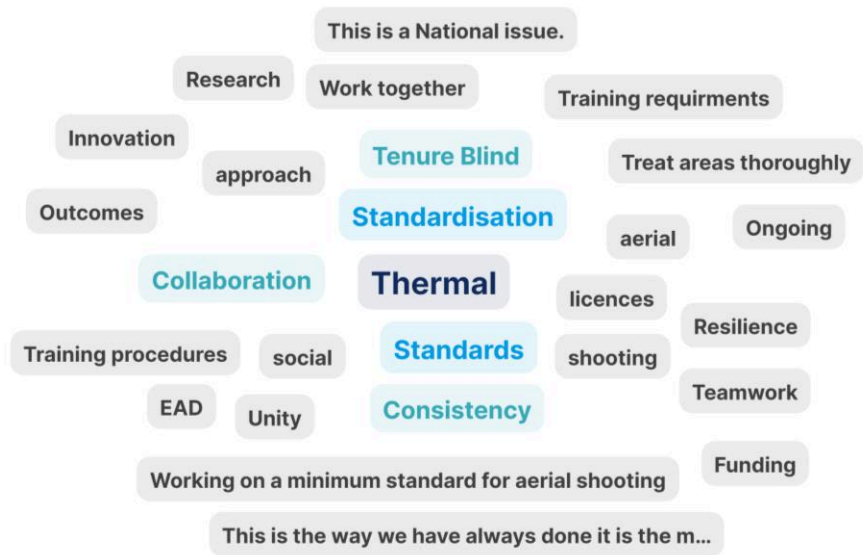 This is a National issue.
Research
Work together
Training requirments
Innovation
Tenure Blind
Treat areas thoroughly
approach
Outcomes
Standardisation
aerial
Ongoing
Collaboration
Thermal
licences
Resilience
Training procedures
social
Standards
shooting
Teamwork
EAD
Unity
Consistency
Working on a minimum standard for aerial shooting
Funding
This is the way we have always done it is the m...